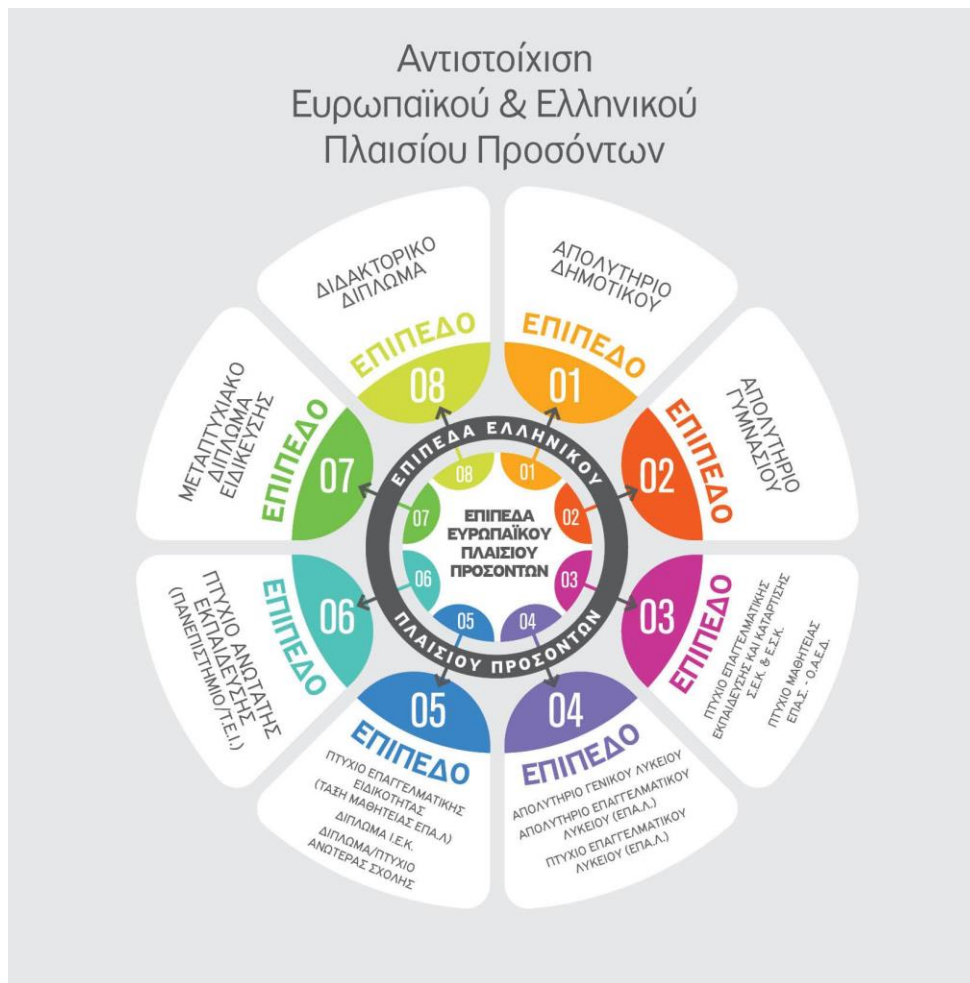 Αντιστοίχιση
Ευρωπαϊκού & Ελληνικού
Πλαισίου Προσόντων
ΑΠΟΛΥΤΗΡΙΟ
ΔΗΜΟΤΙΚΟΥ
ΕΠΙΠΕΔΟ
01
ΑΠΟΛΥΤΗΡΙΟ
ΓΥΜΝΑΣΙΟΥ
ΕΠΙΠΕΔΟ
02
ΕΠΙΠΕΔΟ
03
ΠΤΥΧΙΟ ΕΠΑΓΓΕΛΜΑΤΙΚΗΣ
ΕΚΠΑΙΔΕΥΣΗΣ ΚΑΙ ΚΑΤΑΡΤΙΣΗΣ
Σ.Ε.Κ. & Ε.Σ.Κ.
ΠΤΥΧΙΟ ΜΑΘΗΤΕΙΑΣ
ΕΠΑ.Σ. - Ο.Α.Ε.Δ.
04
ΕΠΙΠΕΔΟ
ΑΠΟΛΥΤΗΡΙΟ ΓΕΝΙΚΟΥ ΛΥΚΕΙΟΥ
ΑΠΟΛΥΤΗΡΙΟ ΕΠΑΓΓΕΛΜΑΤΙΚΟΥ
ΛΥΚΕΙΟΥ (ΕΠΑ.Λ.)
ΠΤΥΧΙΟ ΕΠΑΓΓΕΛΜΑΤΙΚΟΥ
ΛΥΚΕΙΟΥ (ΕΠΑ.Λ.)
05
ΕΠΙΠΕΔΟ
ΠΤΥΧΙΟ ΕΠΑΓΓΕΛΜΑΤΙΚΗΣ
ΕΙΔΙΚΟΤΗΤΑΣ
(ΤΑΞΗ ΜΑΘΗΤΕΙΑΣ ΕΠΑ.Λ)
ΔΙΠΛΩΜΑ Ι.Ε.Κ.
ΔΙΠΛΩΜΑ/ΠΤΥΧΙΟ
ΑΝΩΤΕΡΑΣ ΣΧΟΛΗΣ
06
ΕΠΙΠΕΔΟ
ΠΤΥΧΙΟ ΑΝΩΤΑΤΗΣ
ΕΚΠΑΙΔΕΥΣΗΣ
(ΠΑΝΕΠΙΣΤΗΜΙΟ/Τ.Ε.Ι.)
ΜΕΤΑΠΤΥΧΙΑΚΟ
ΔΙΠΛΩΜΑ
ΕΙΔΙΚΕΥΣΗΣ
ΕΠΙΠΕΔΟ
07
ΔΙΔΑΚΤΟΡΙΚΟ
ΔΙΠΛΩΜΑ
ΕΠΙΠΕΔΟ
08
ΕΠΙΠΕΔΑ ΕΛΛΗΝΙΚΟΥ
ΠΛΑΙΣΙΟΥ ΠΡΟΣΟΝΤΩΝ
01
02
03
04
05
06
07
08
ΕΠΙΠΕΔΑ
ΕΥΡΩΠΑΪΚΟΥ
ΠΛΑΙΣΙΟΥ
ΠΡΟΣΟΝΤΩΝ